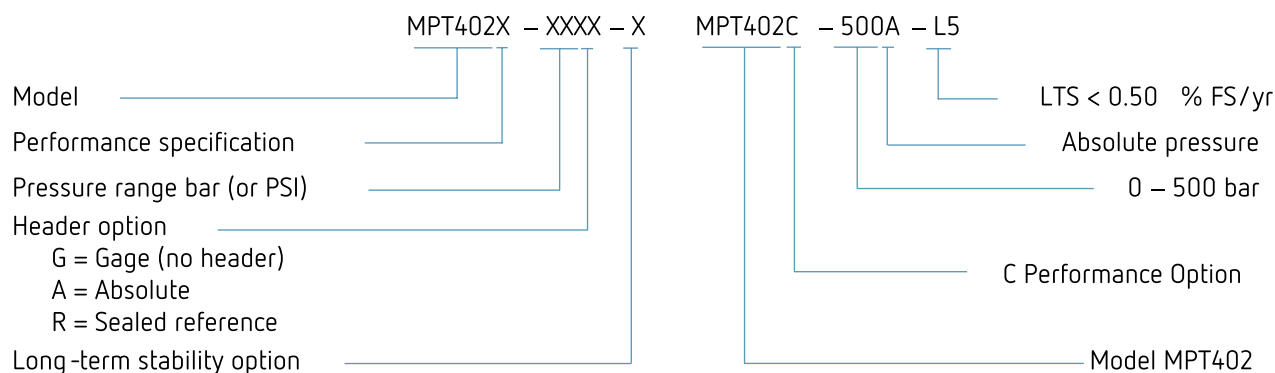 MPT402X – XXXX – X
Model
Performance specification
Pressure range bar (or PSI)
Header option
G = Gage (no header)
A = Absolute
R = Sealed reference
Long-term stability option
MPT402C – 500A – L5
LTS < 0.50 % FS/yr
Absolute pressure
0 – 500 bar
C Performance Option
Model MPT402